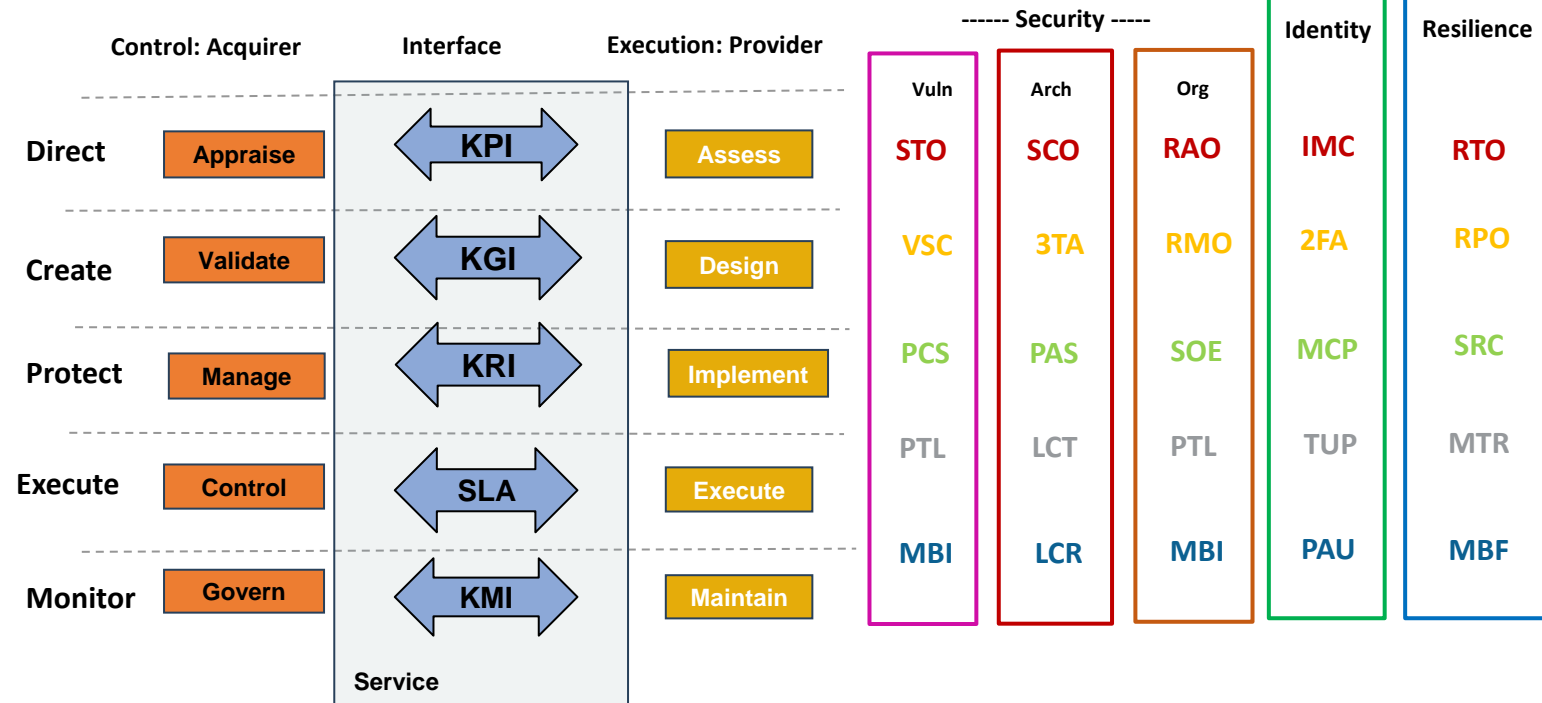 ------ Security -----
Control: Acquirer Interface Execution: Provider Identity Resilience
Vuln Arch Org
Direct Appraise KPI Assess STO SCO RAO IMC RTO
Create Validate KGI Design VSC 3TA RMO 2FA RPO
Protect Manage KRI Implement PCS PAS SOE MCP SRC
Execute Control SLA Execute PTL LCT PTL TUP MTR
Monitor Govern KMI Maintain MBI LCR MBI PAU MBF
Service